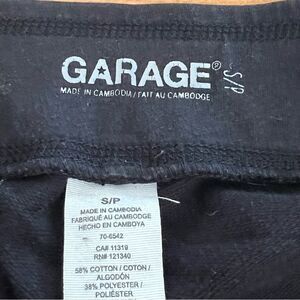 GARAGE® S/P
MADE IN CAMBODIA / FAIT AU CAMBODGE
S/P
MADE IN CAMBODIA
FABRIQUÉ AU CAMBODGE
HECHO EN CAMBOYA
70-6542
CA# 11319
RN# 121340
58% COTTON / COTON /
ALGODÓN
38% POLYESTER /
POLIÉSTER